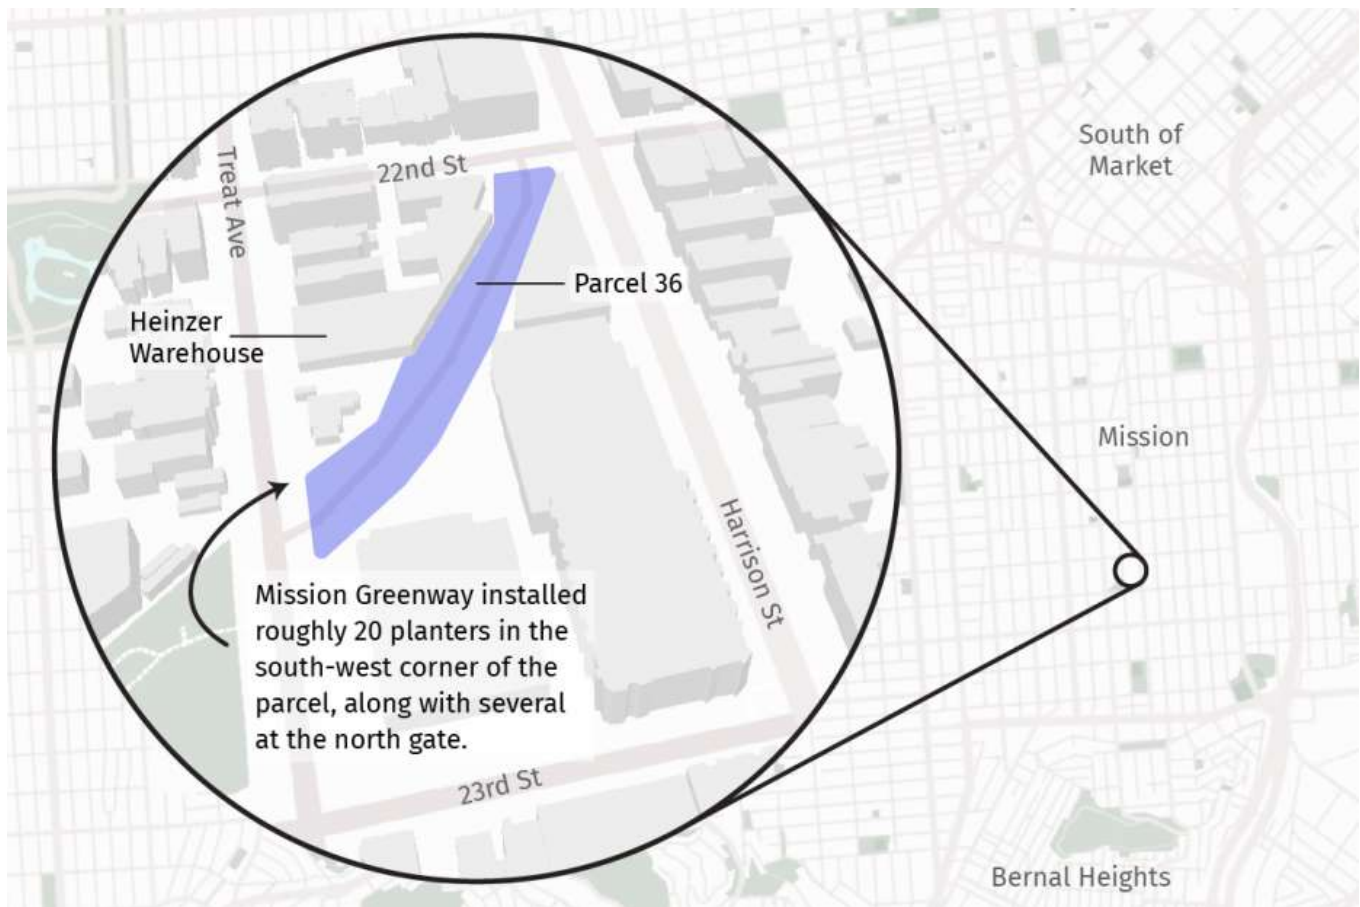 South of
Market
22nd St
Treat Ave
Parcel 36
Heinzer
Warehouse
Mission
Harrison St
Mission Greenway installed
roughly 20 planters in the
south-west corner of the
parcel, along with several
at the north gate.
23rd St
Bernal Heights